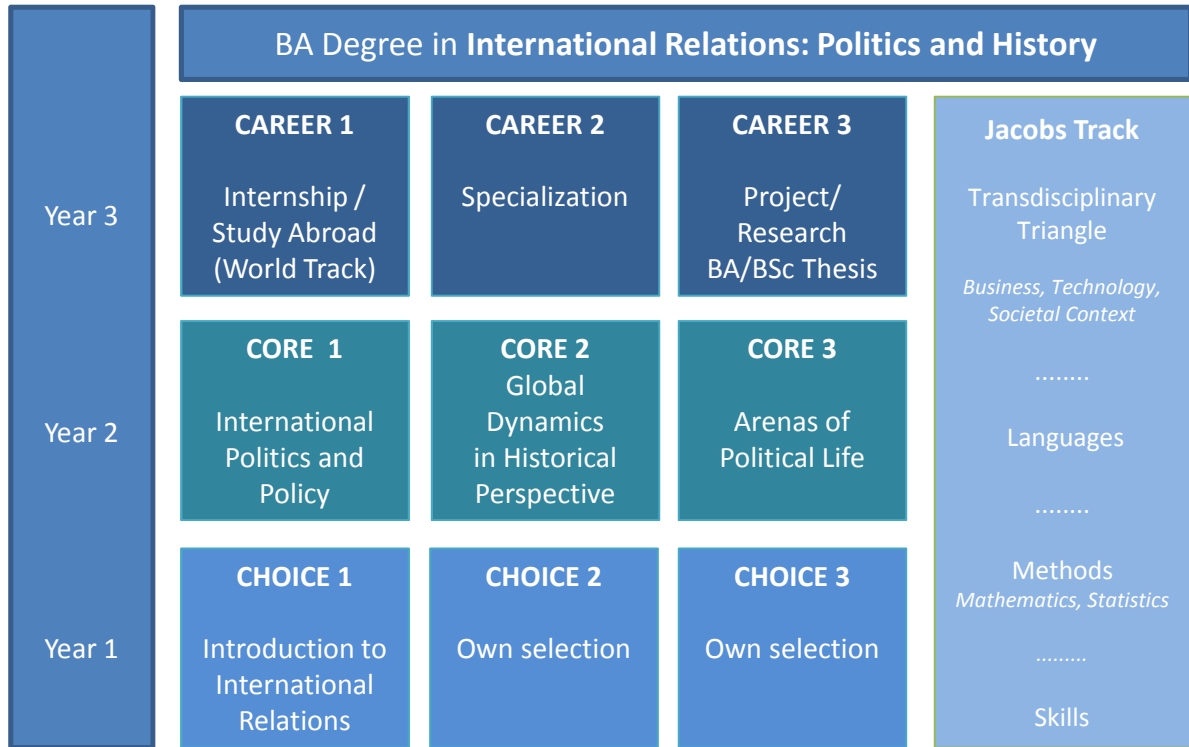 BA Degree in International Relations: Politics and History
Year 3
CAREER 1
Internship /
Study Abroad
(World Track)
CAREER 2
Specialization
CAREER 3
Project/
Research
BA/BSc Thesis
Year 2
CORE 1
International
Politics and
Policy
CORE 2
Global
Dynamics
in Historical
Perspective
CORE 3
Arenas of
Political Life
Year 1
CHOICE 1
Introduction to
International
Relations
CHOICE 2
Own selection
CHOICE 3
Own selection
Jacobs Track
Transdisciplinary
Triangle
Business, Technology,
Societal Context
........
Languages
........
Methods
Mathematics, Statistics
.........
Skills